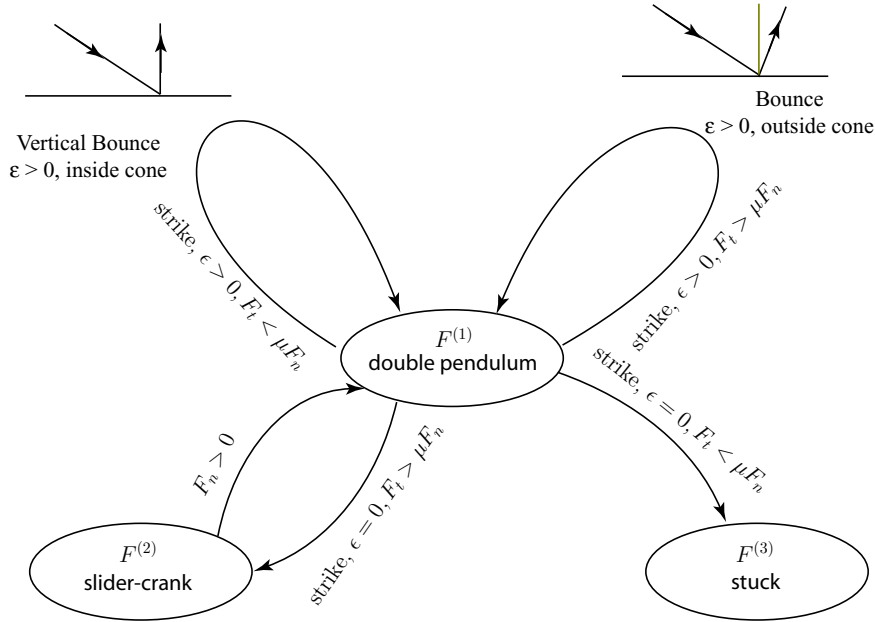 Vertical Bounce
ε > 0, inside cone
Bounce
ε > 0, outside cone
strike, ϵ > 0, F_t < μF_n
strike, ϵ > 0, F_t > μF_n
F^{(1)}
double pendulum
strike, ϵ = 0, F_t < μF_n
F_n > 0
strike, ϵ = 0, F_t > μF_n
F^{(2)}
slider-crank
F^{(3)}
stuck